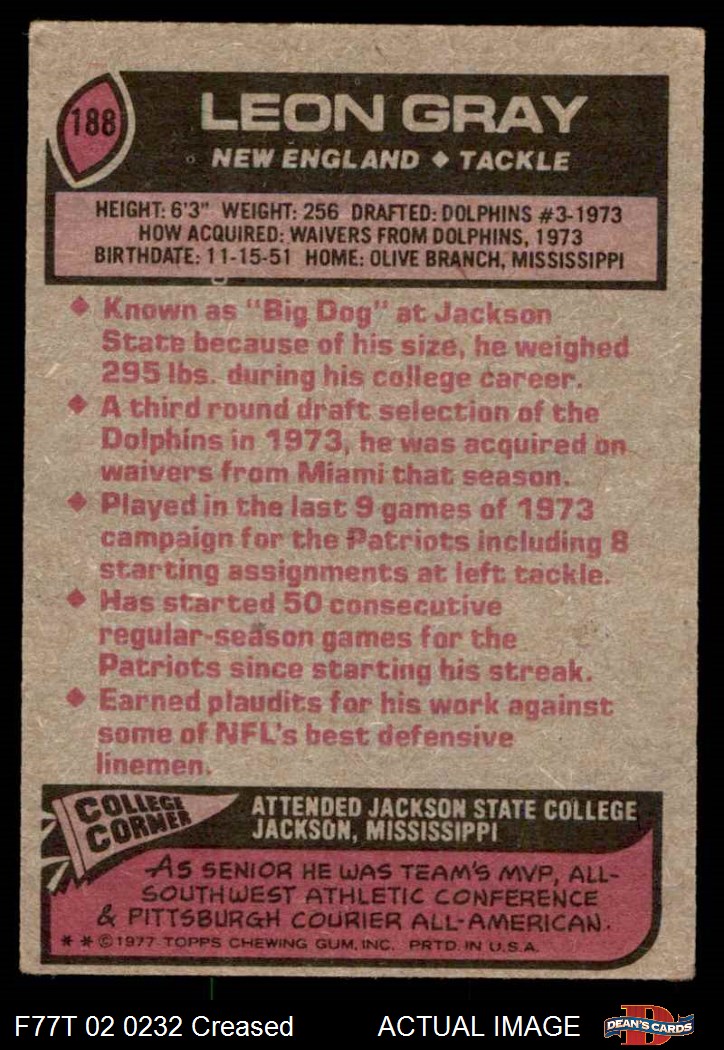 188
LEON GRAY
NEW ENGLAND ◆ TACKLE
HEIGHT: 6'3" WEIGHT: 256 DRAFTED: DOLPHINS #3-1973
HOW ACQUIRED: WAIVERS FROM DOLPHINS, 1973
BIRTHDATE: 11-15-51 HOME: OLIVE BRANCH, MISSISSIPPI
◆ Known as "Big Dog" at Jackson
State because of his size, he weighed
295 lbs. during his college career.
◆ A third round draft selection of the
Dolphins in 1973, he was acquired on
waivers from Miami that season.
◆ Played in the last 9 games of 1973
campaign for the Patriots including 8
starting assignments at left tackle.
◆ Has started 50 consecutive
regular-season games for the
Patriots since starting his streak.
◆ Earned plaudits for his work against
some of NFL's best defensive
linemen.
COLLEGE
CORNER
ATTENDED JACKSON STATE COLLEGE
JACKSON, MISSISSIPPI
AS SENIOR HE WAS TEAM'S MVP, ALL-
SOUTHWEST ATHLETIC CONFERENCE
& PITTSBURGH COURIER ALL-AMERICAN.
* * © 1977 TOPPS CHEWING GUM, INC. PRTD. IN U.S.A.
F77T 02 0232 Creased ACTUAL IMAGE
D
DEAN'S CARDS